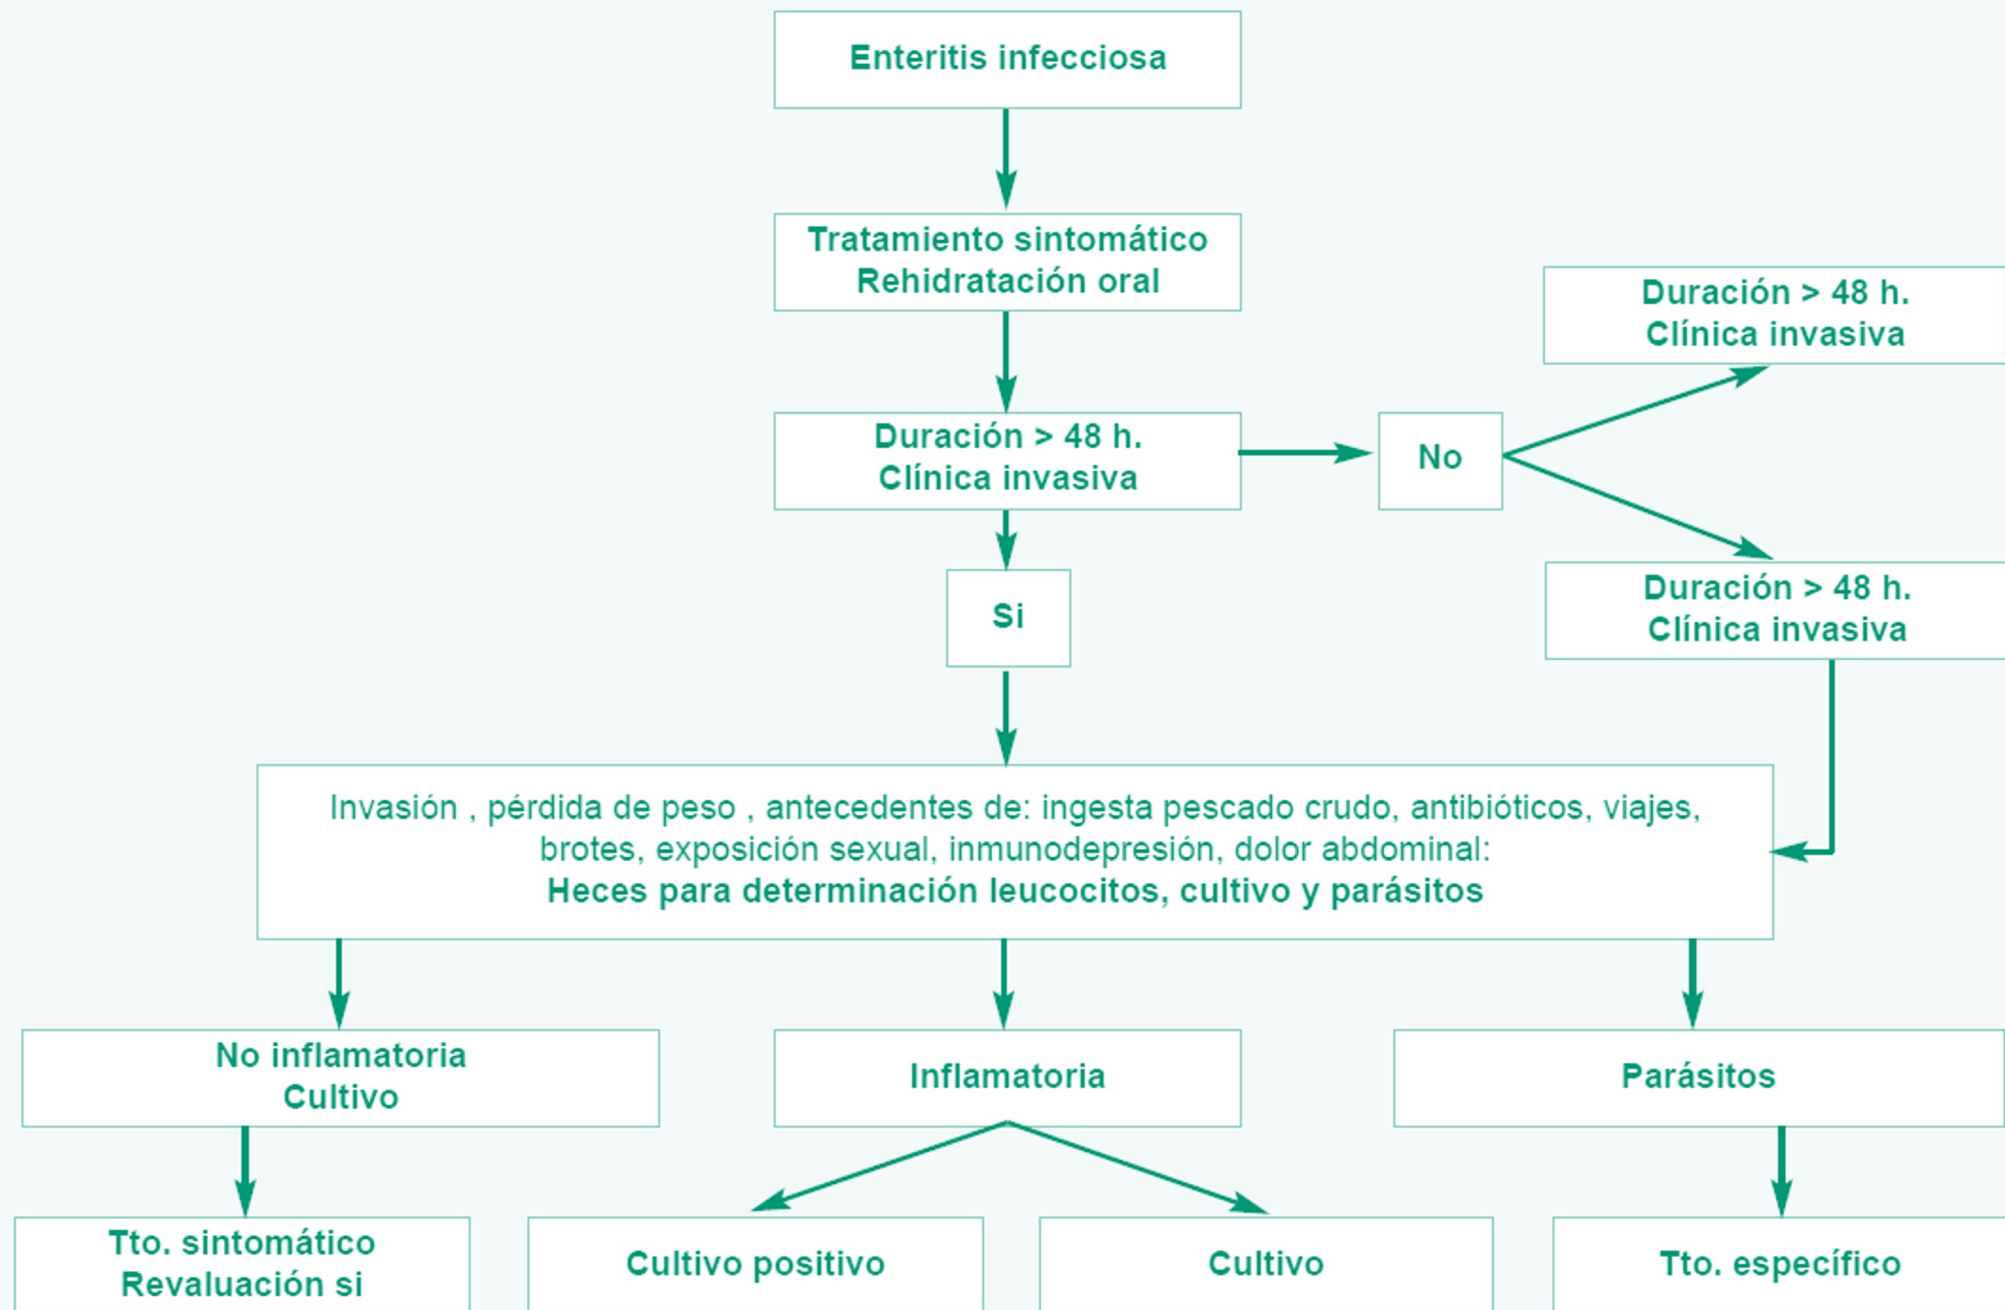 Enteritis infecciosa
Tratamiento sintomático
Rehidratación oral
Duración > 48 h.
Clínica invasiva
Duración > 48 h.
Clínica invasiva
No
Si
Duración > 48 h.
Clínica invasiva
Invasión , pérdida de peso , antecedentes de: ingesta pescado crudo, antibióticos, viajes,
brotes, exposición sexual, inmunodepresión, dolor abdominal:
Heces para determinación leucocitos, cultivo y parásitos
No inflamatoria
Cultivo
Inflamatoria
Parásitos
Tto. sintomático
Revaluación si
Cultivo positivo
Cultivo
Tto. específico